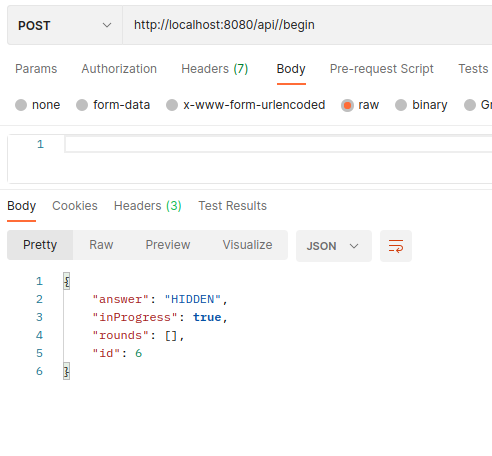 POST http://localhost:8080/api//begin
Params Authorization Headers (7) Body Pre-request Script Tests
none form-data x-www-form-urlencoded raw binary Gr
1
Body Cookies Headers (3) Test Results
Pretty Raw Preview Visualize JSON
1 {
2 "answer": "HIDDEN",
3 "inProgress": true,
4 "rounds": [],
5 "id": 6
6 }